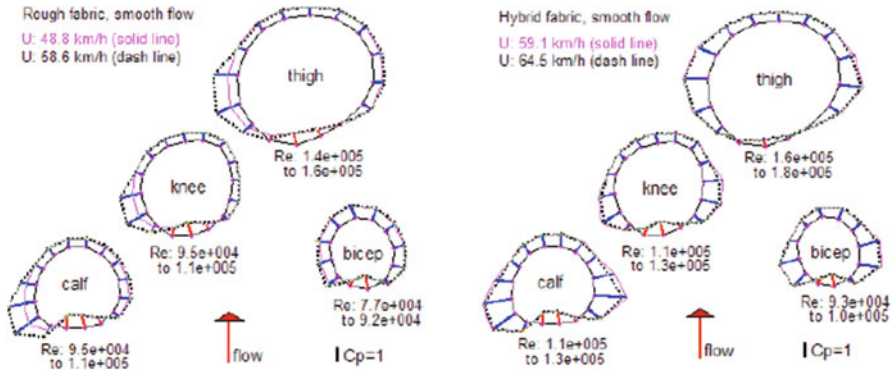 Rough fabric, smooth flow
U: 48.8 km/h (solid line)
U: 58.6 km/h (dash line)
thigh
Re: 1.4e+005
to 1.6e+005
knee
Re: 9.5e+004
to 1.1e+005
bicep
Re: 7.7e+004
to 9.2e+004
calf
Re: 9.5e+004
to 1.1e+005
flow
Cp=1
Hybrid fabric, smooth flow
U: 59.1 km/h (solid line)
U: 64.5 km/h (dash line)
thigh
Re: 1.6e+005
to 1.8e+005
knee
Re: 1.1e+005
to 1.3e+005
bicep
Re: 9.3e+004
to 1.0e+005
calf
Re: 1.1e+005
to 1.3e+005
flow
Cp=1